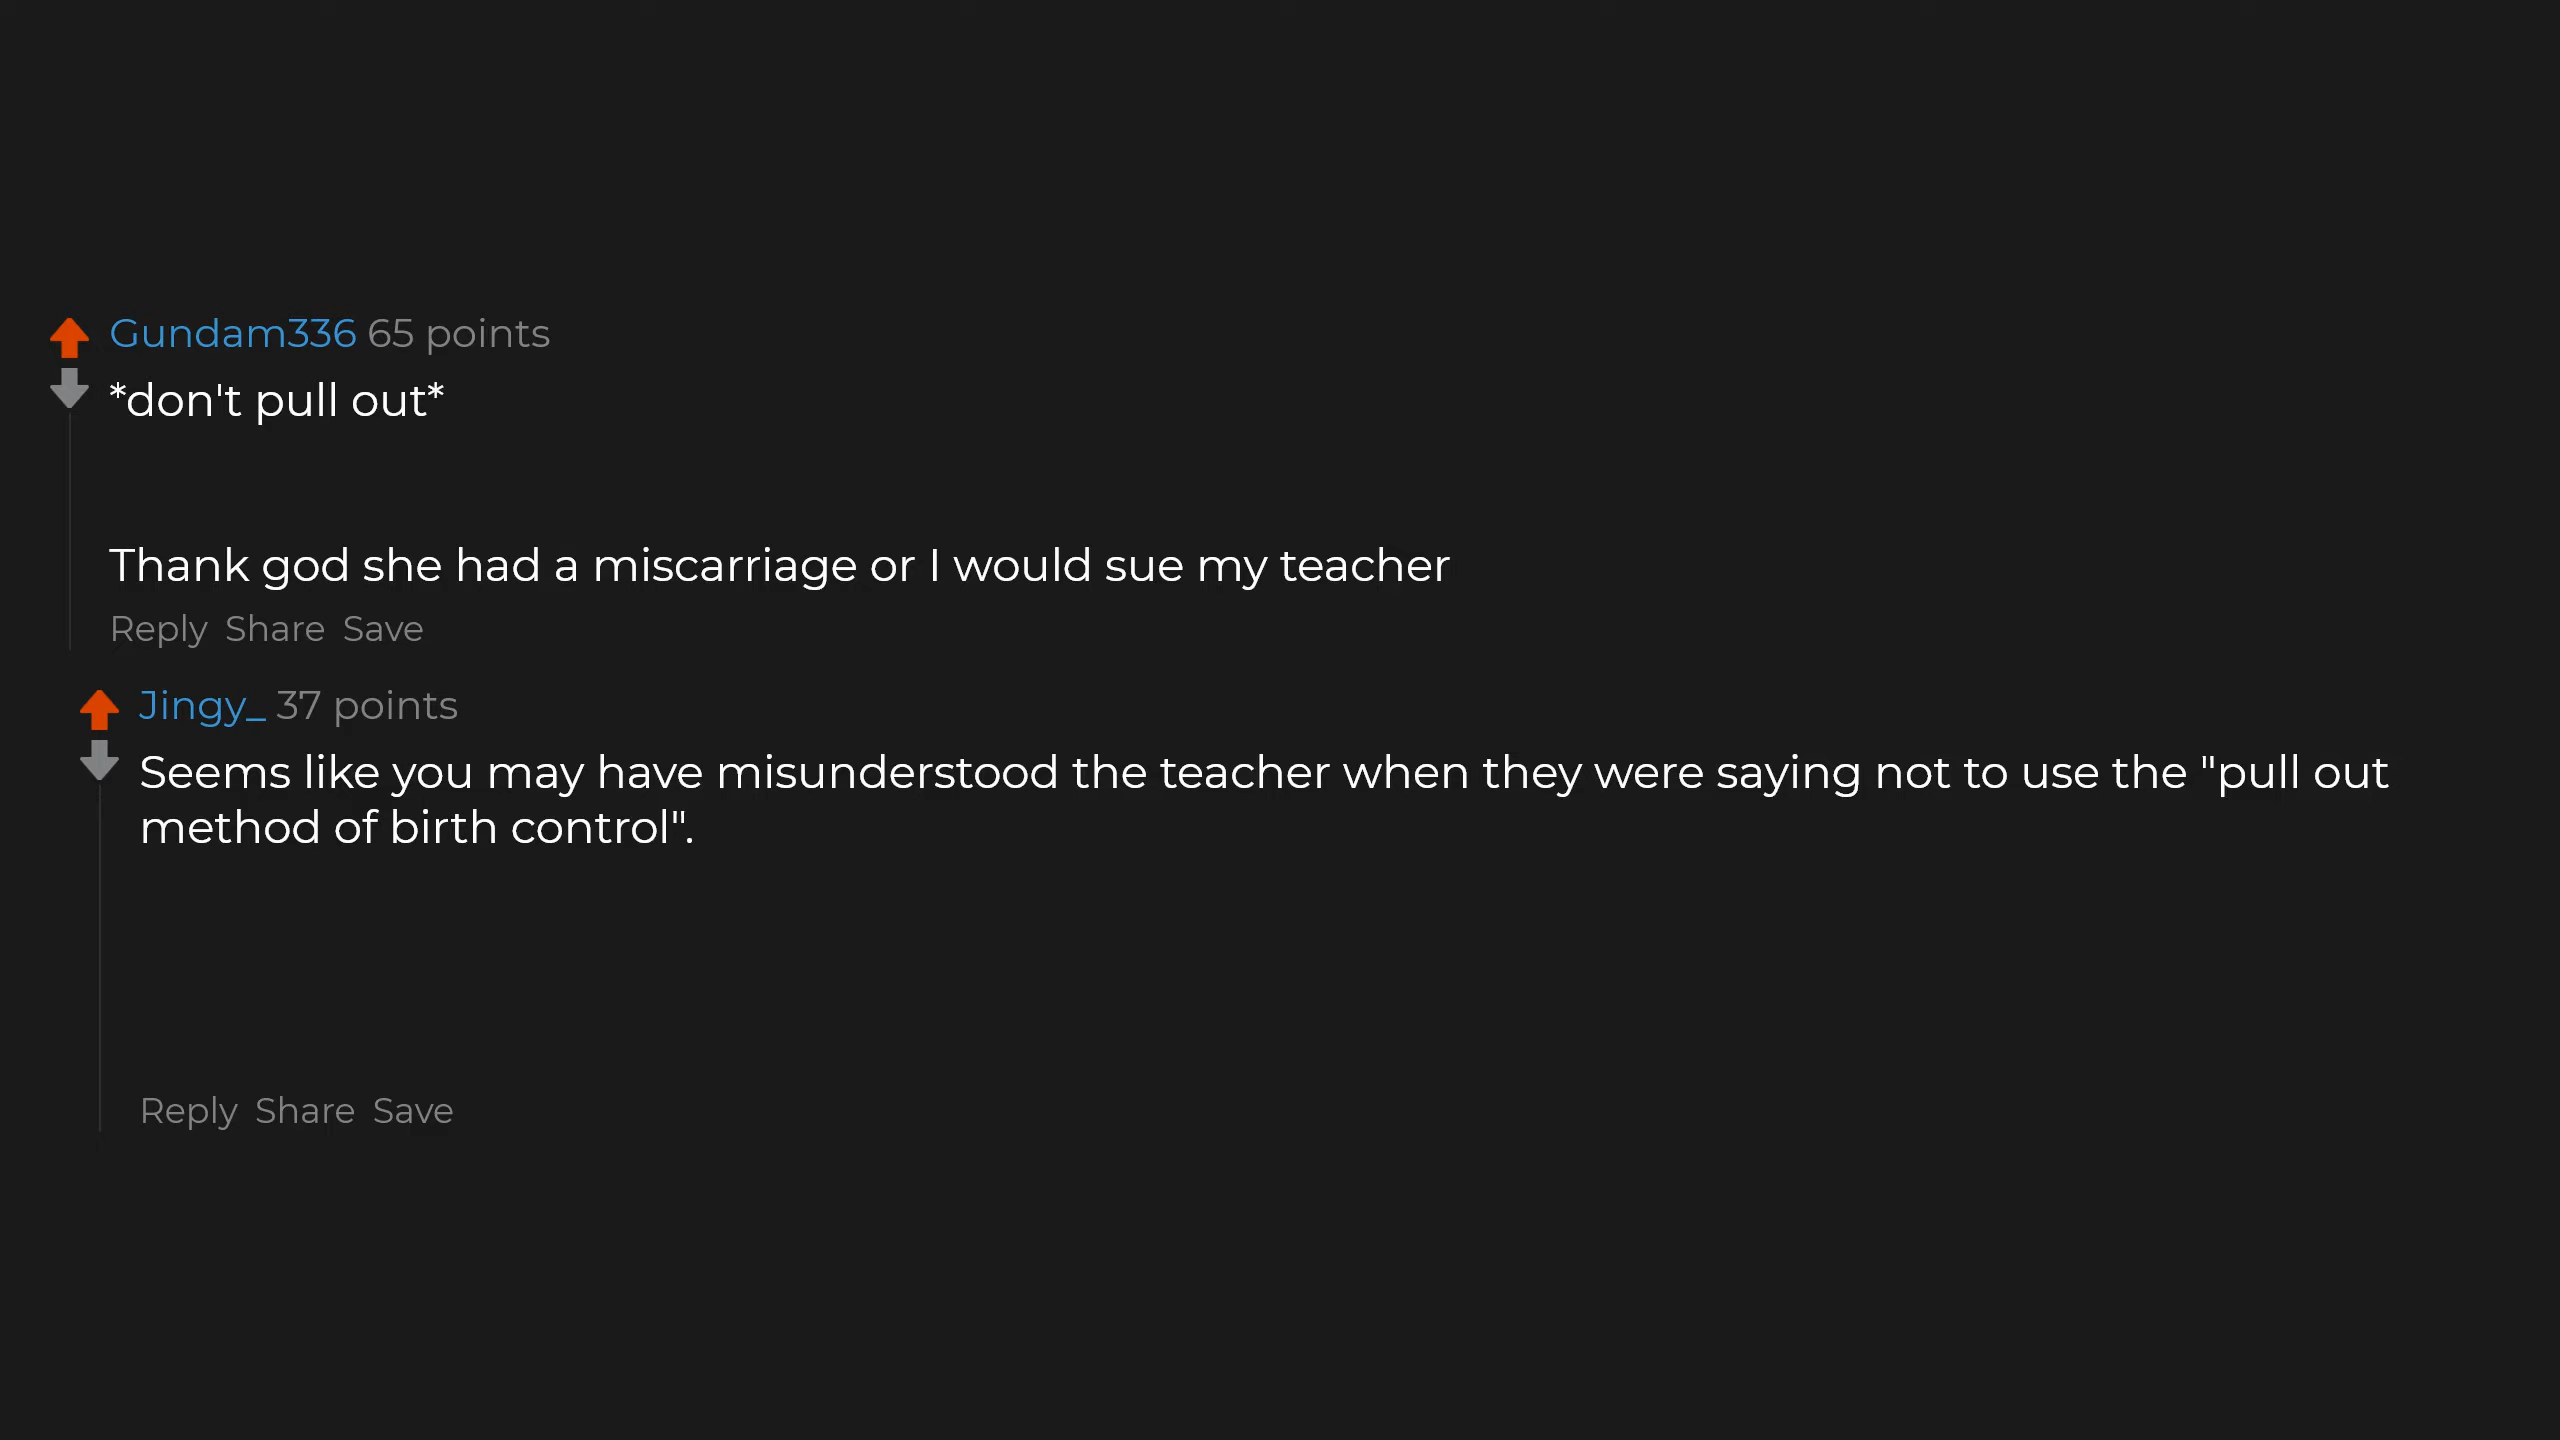 Gundam336 65 points
*don't pull out*
Thank god she had a miscarriage or I would sue my teacher
Reply Share Save
Jingy_ 37 points
Seems like you may have misunderstood the teacher when they were saying not to use the "pull out
method of birth control".
Reply Share Save